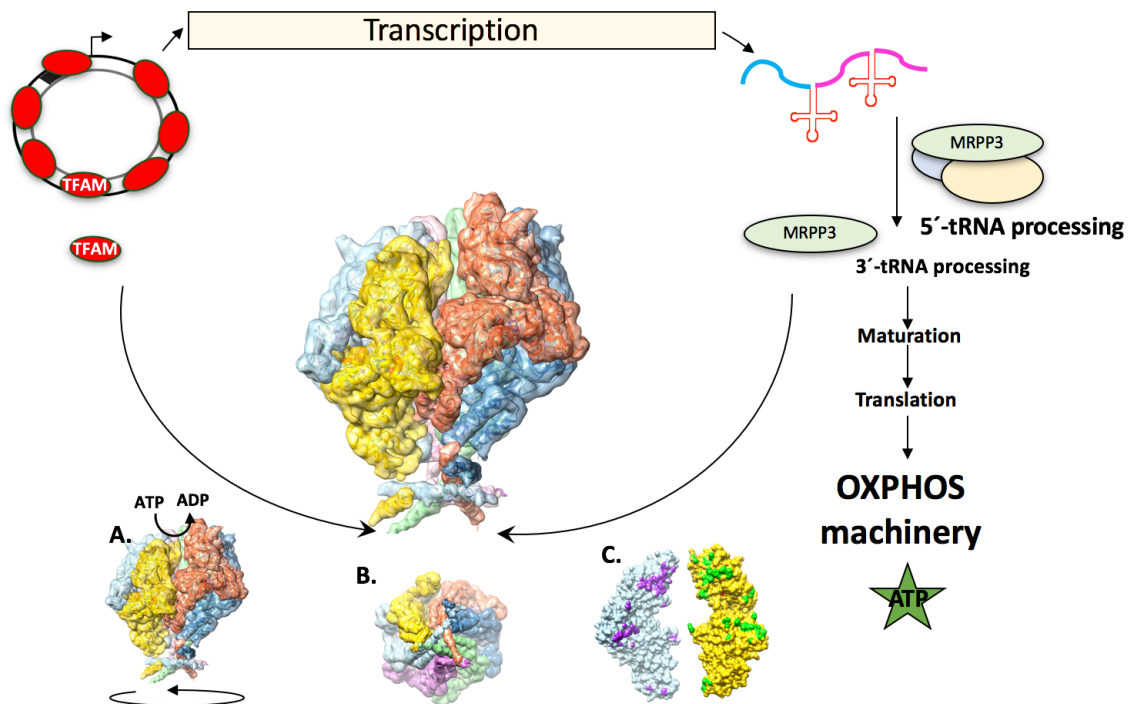 Transcription
TFAM
TFAM
MRPP3
5´-tRNA processing
MRPP3
3´-tRNA processing
Maturation
Translation
OXPHOS
machinery
ATP
A.
ATP ADP
B.
C.